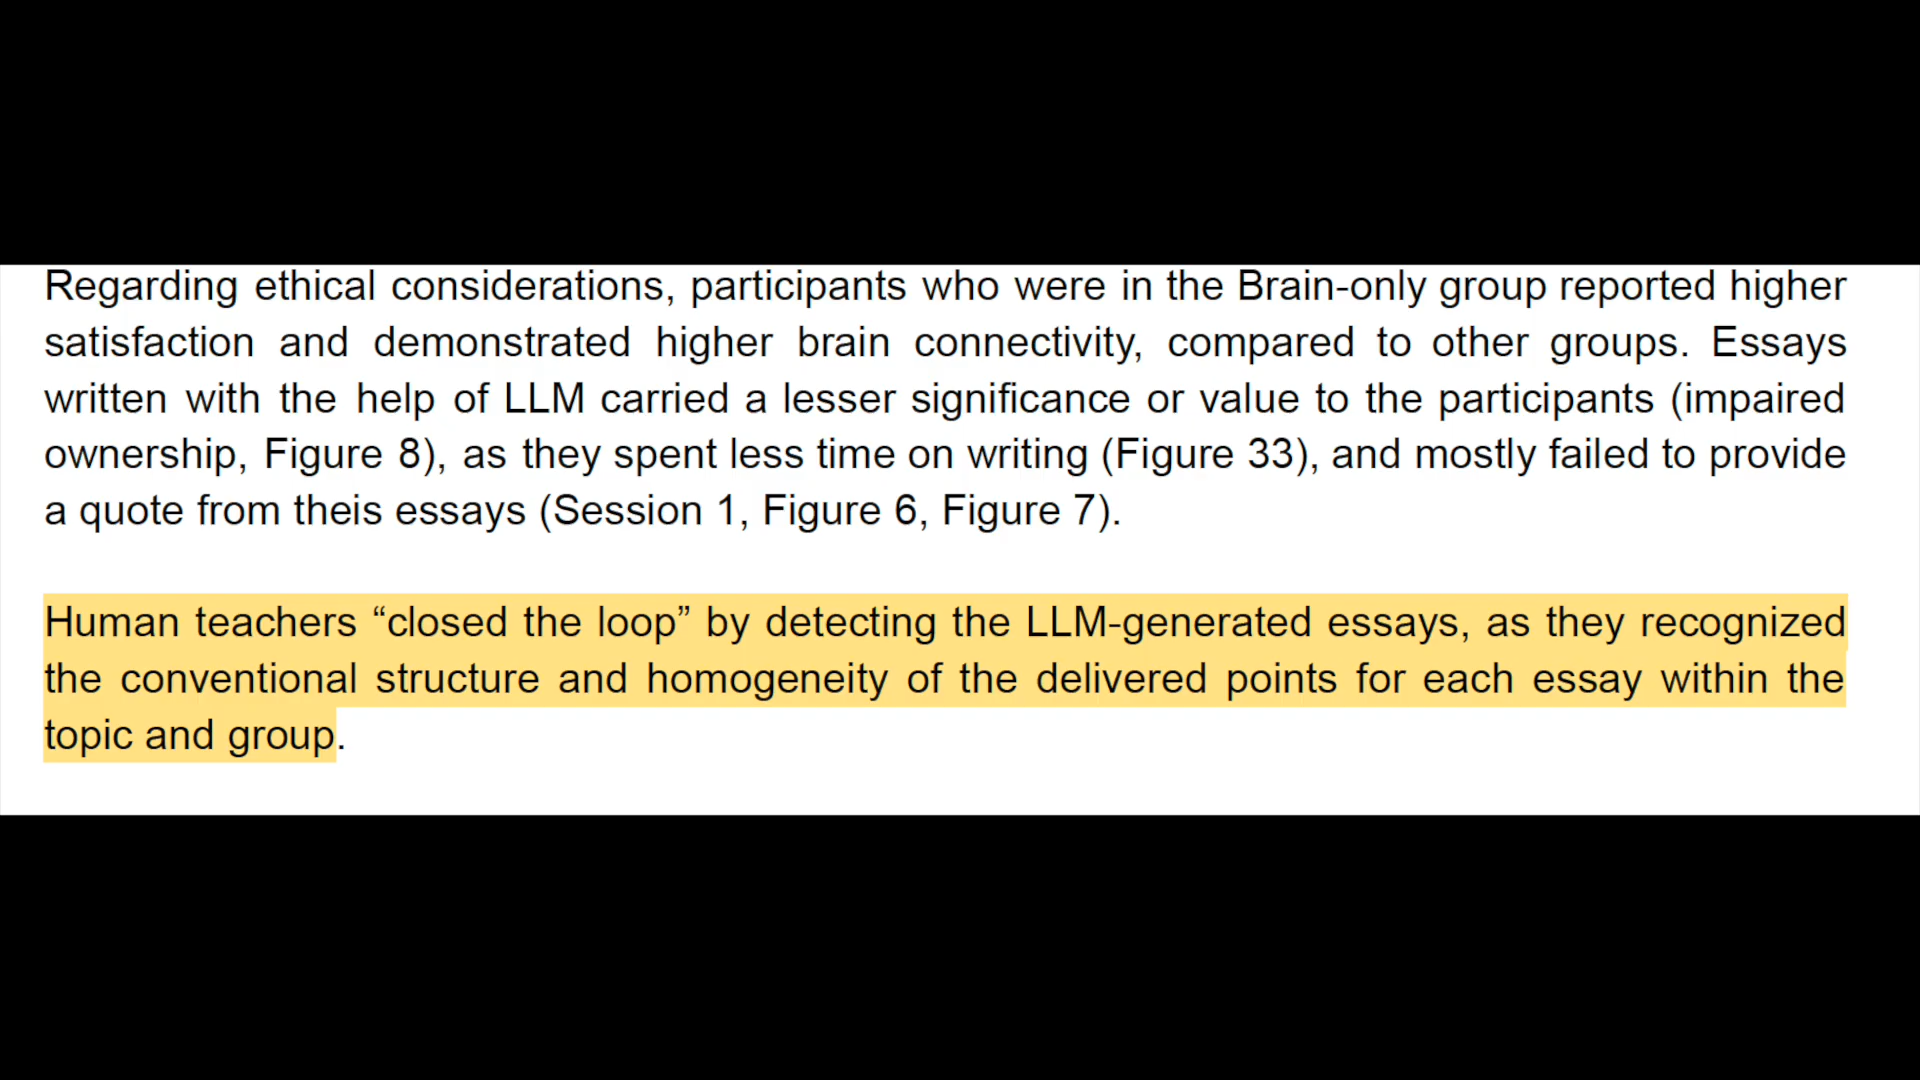 Regarding ethical considerations, participants who were in the Brain-only group reported higher
satisfaction and demonstrated higher brain connectivity, compared to other groups. Essays
written with the help of LLM carried a lesser significance or value to the participants (impaired
ownership, Figure 8), as they spent less time on writing (Figure 33), and mostly failed to provide
a quote from theis essays (Session 1, Figure 6, Figure 7).
Human teachers “closed the loop” by detecting the LLM-generated essays, as they recognized
the conventional structure and homogeneity of the delivered points for each essay within the
topic and group.